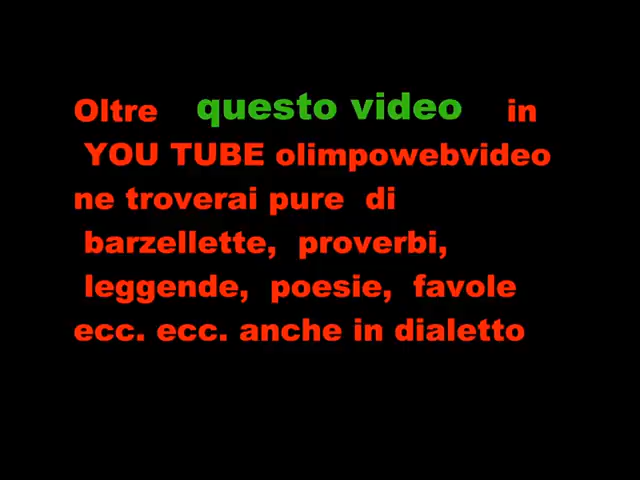 Oltre questo video in
YOU TUBE olimpowebvideo
ne troverai pure di
barzellette, proverbi,
leggende, poesie, favole
ecc. ecc. anche in dialetto